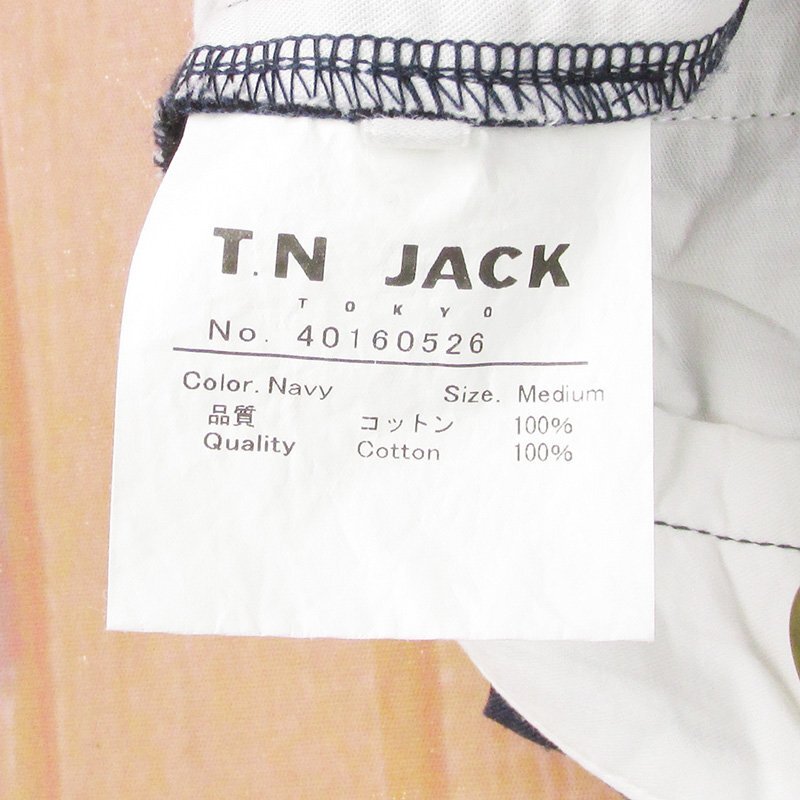 T.N JACK
TOKYO
No. 40160526
Color. Navy Size. Medium
品質 コットン 100%
Quality Cotton 100%